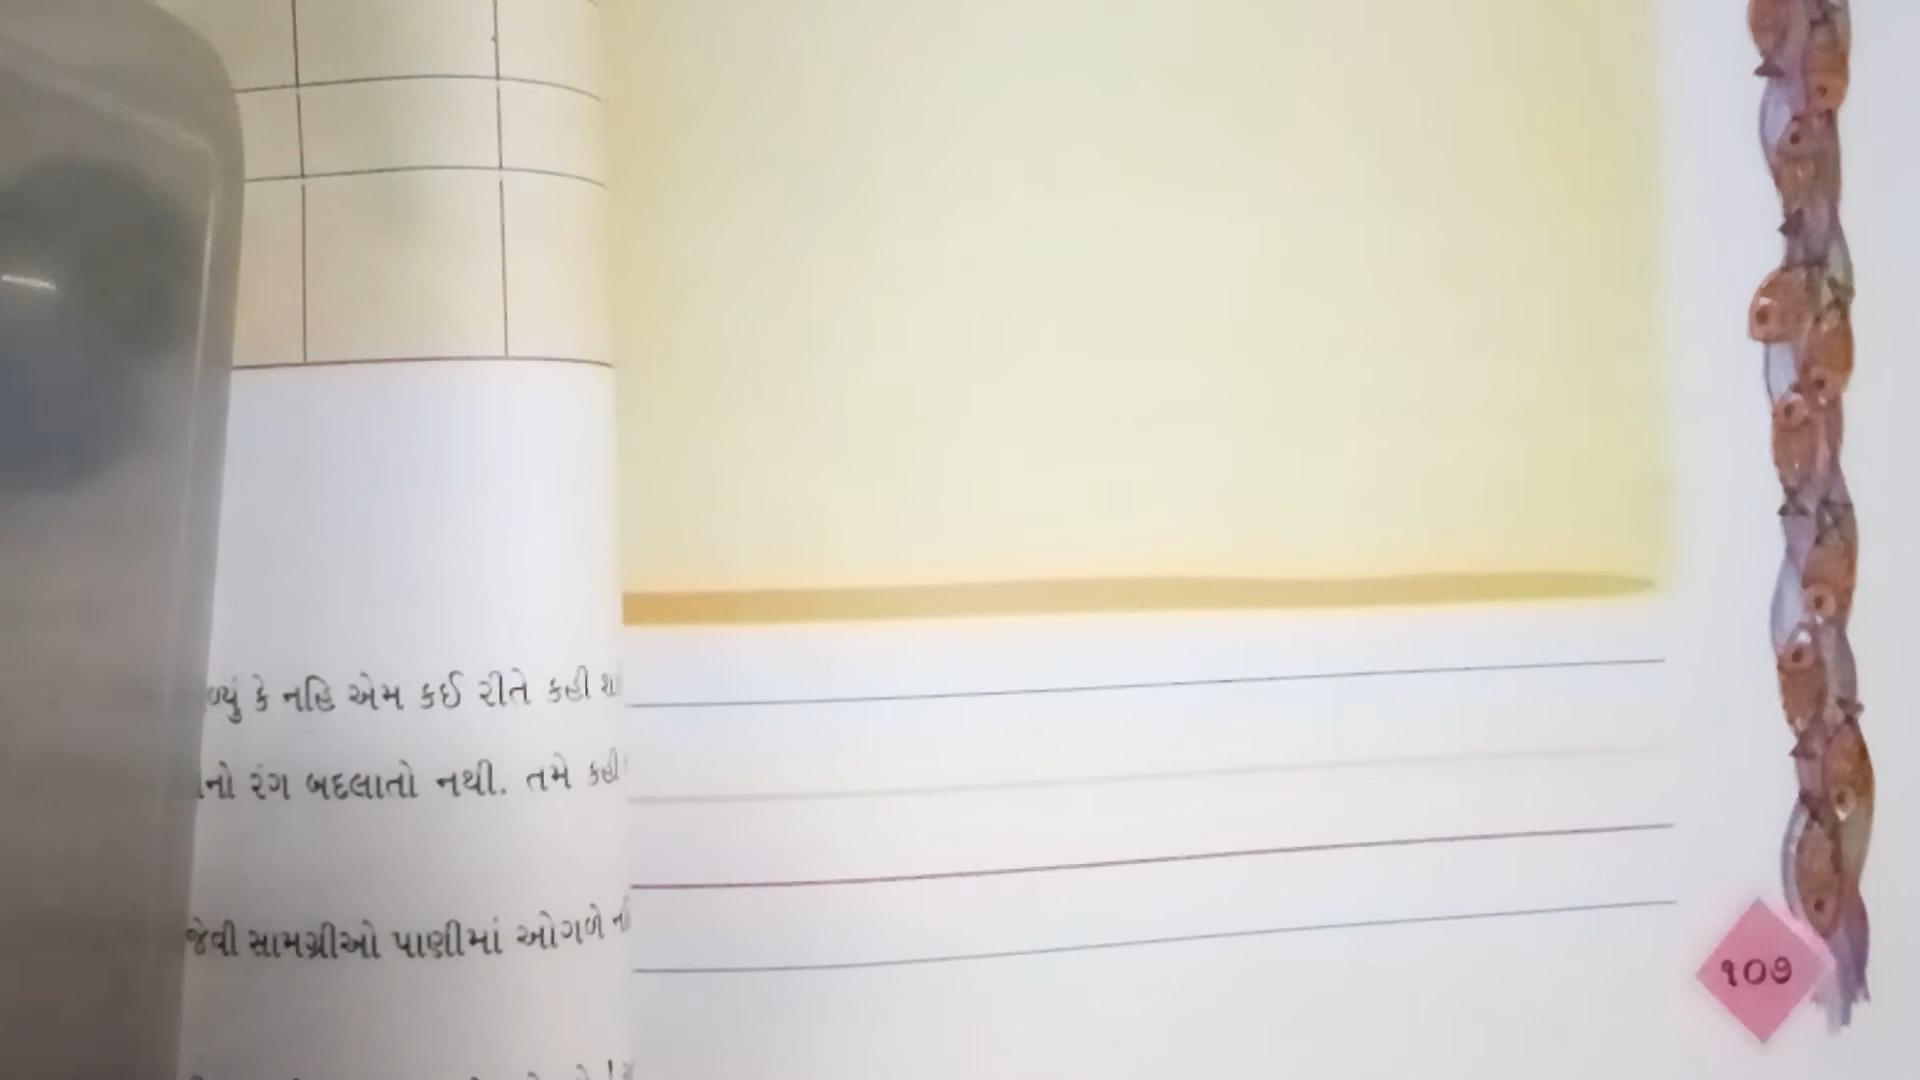 કે નહિ એમ કઈ રીતે કહી
રંગ બદલાતો નથી. તમે કહી
જેવી સામગ્રીઓ પાણીમાં ઓગળે
૧૦૭